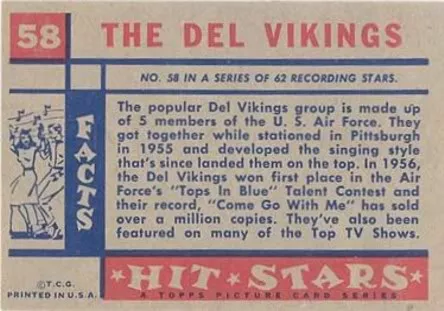 58
THE DEL VIKINGS
NO. 58 IN A SERIES OF 62 RECORDING STARS.
FACTS
The popular Del Vikings group is made up
of 5 members of the U. S. Air Force. They
got together while stationed in Pittsburgh
in 1955 and developed the singing style
that's since landed them on the top. In 1956,
the Del Vikings won first place in the Air
Force's "Tops In Blue" Talent Contest and
their record, "Come Go With Me" has sold
over a million copies. They've also been
featured on many of the Top TV Shows.
©T.C.G.
PRINTED IN U.S.A.
HIT STARS
A TOPPS PICTURE CARD SERIES